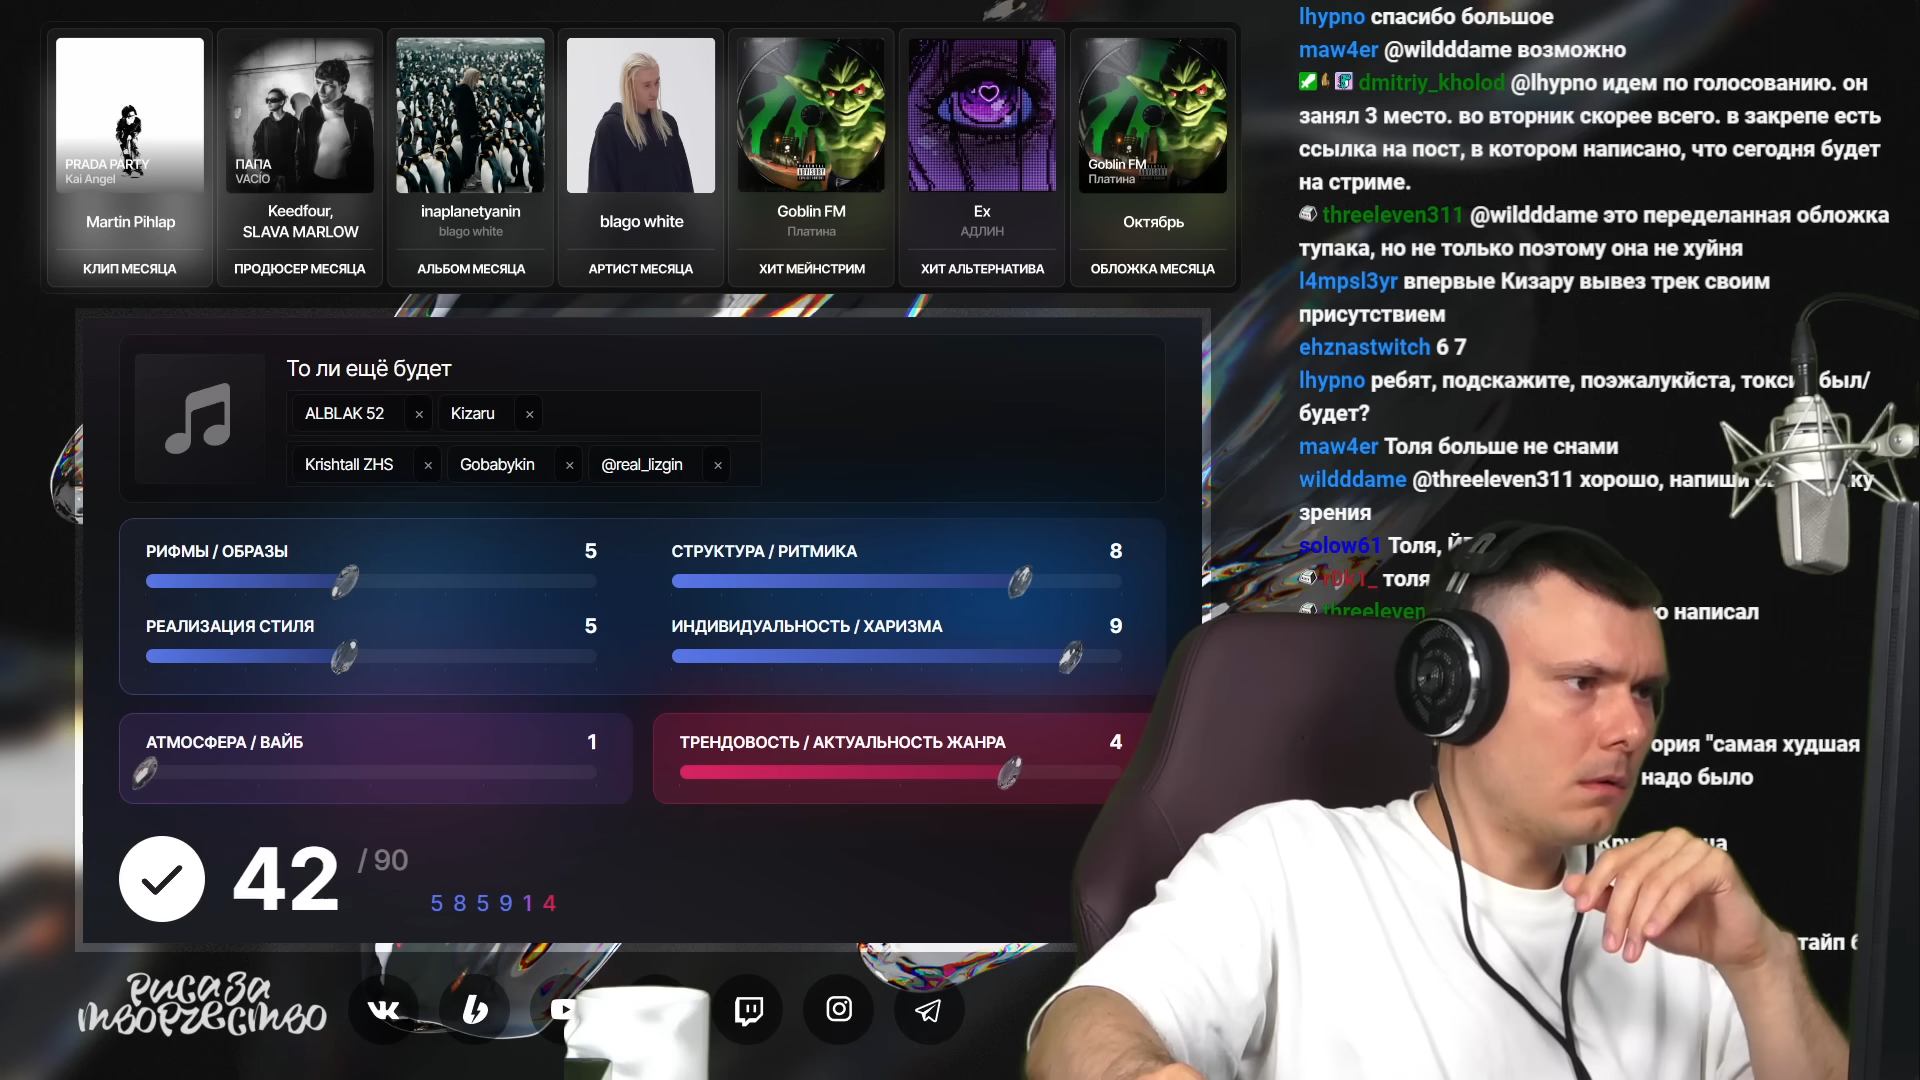 PRADA PARTY
Kai Angel
Martin Pihlap
КЛИП МЕСЯЦА
ПАПА
VACÍO
Keedfour,
SLAVA MARLOW
ПРОДЮСЕР МЕСЯЦА
inaplanetyanin
blago white
АЛЬБОМ МЕСЯЦА
blago white
АРТИСТ МЕСЯЦА
Goblin FM
Платина
ХИТ МЕЙНСТРИМ
Ex
АДЛИН
ХИТ АЛЬТЕРНАТИВА
Goblin FM
Платина
Октябрь
ОБЛОЖКА МЕСЯЦА
То ли ещё будет
ALBLAK 52 × Kizaru ×
Krishtall ZHS × Gobabykin × @real_lizgin ×
РИФМЫ / ОБРАЗЫ 5
СТРУКТУРА / РИТМИКА 8
РЕАЛИЗАЦИЯ СТИЛЯ 5
ИНДИВИДУАЛЬНОСТЬ / ХАРИЗМА 9
АТМОСФЕРА / ВАЙБ 1
ТРЕНДОВОСТЬ / АКТУАЛЬНОСТЬ ЖАНРА 4
42 / 90
5 8 5 9 1 4
РИСАЗА
ТВОРЧЕСТВО
lhypno спасибо большое
maw4er @wildddame возможно
dmitriy_kholod @lhypno идем по голосованию. он
занял 3 место. во вторник скорее всего. в закрепе есть
ссылка на пост, в котором написано, что сегодня будет
на стриме.
threeleven311 @wildddame это переделанная обложка
тупака, но не только поэтому она не хуйня
l4mpsl3yr впервые Кизару вывез трек своим
присутствием
ehznastwitch 6 7
lhypno ребят, подскажите, поэжалукйста, токси был/
будет?
maw4er Толя больше не снами
wildddame @threeleven311 хорошо, напиши ку
зрения
solow61 Толя,
r0k1_ толя
threeleven ю написал
ория "самая худшая
надо было
тайп